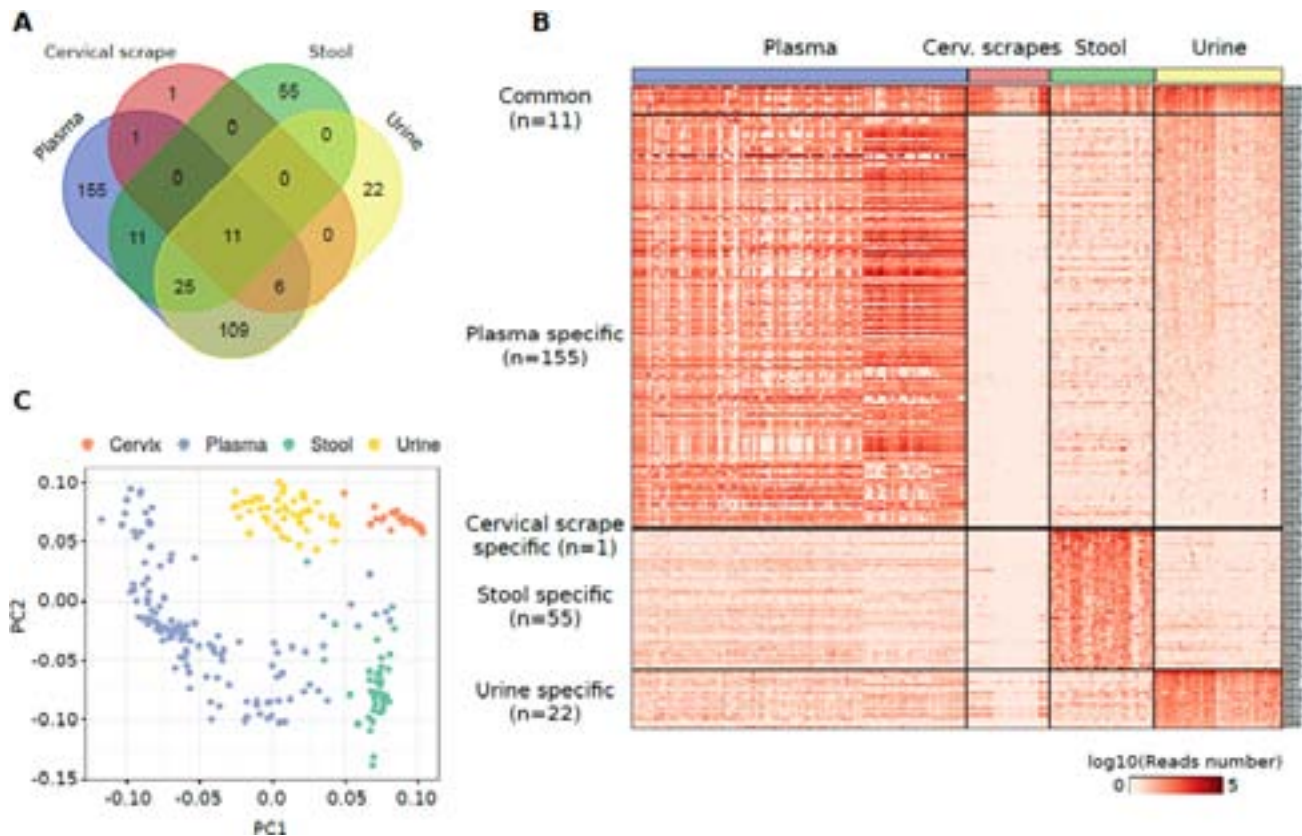 A
Cervical scrape
Stool
Plasma
Urine
1
55
1
0
0
155
0
0
22
11
11
0
25
6
109
B
Plasma
Cerv. scrapes
Stool
Urine
Common
(n=11)
Plasma specific
(n=155)
Cervical scrape
specific (n=1)
Stool specific
(n=55)
Urine specific
(n=22)
log10(Reads number)
0
5
C
Cervix
Plasma
Stool
Urine
0.10
0.05
0.00
-0.05
-0.10
-0.15
PC2
-0.10
-0.05
0.0
0.05
0.10
PC1